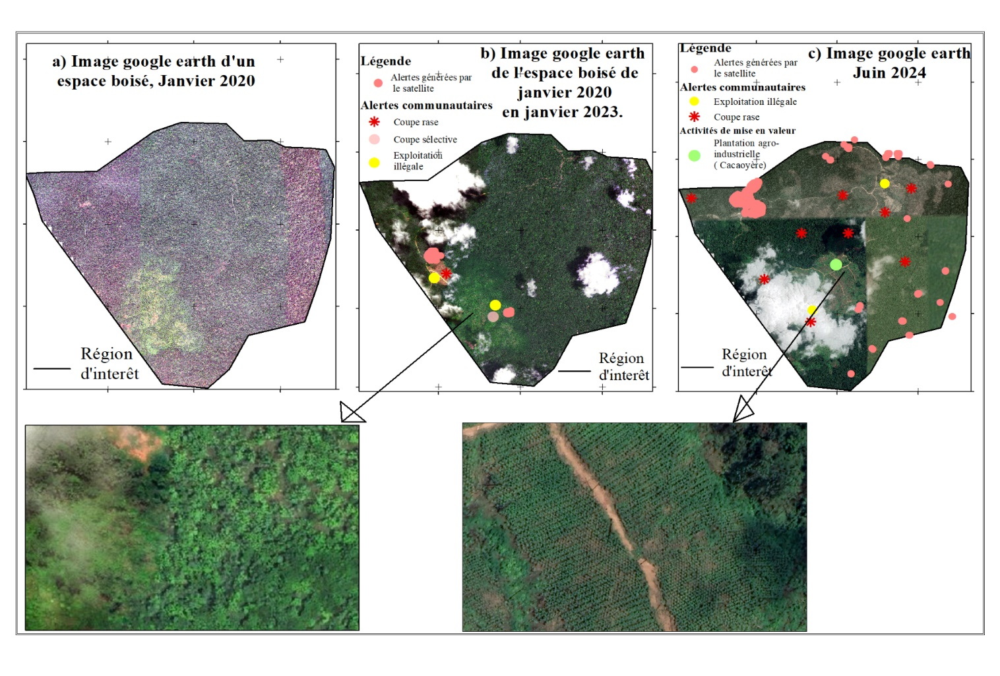 a) Image google earth d'un
espace boisé, Janvier 2020
Région
d'interêt
Légende
Alertes générées par
le satellite
Alertes communautaires
Coupe rase
Coupe sélective
Exploitation
illégale
b) Image google earth
de l'espace boisé de
janvier 2020
en janvier 2023.
Région
d'interêt
Légende
Alertes générées par
le satellite
Alertes communautaires
Exploitation illégale
Coupe rase
Activités de mise en valeur
Plantation agro-
industrielle
( Cacaoyère)
c) Image google earth
Juin 2024
Région
d'interêt